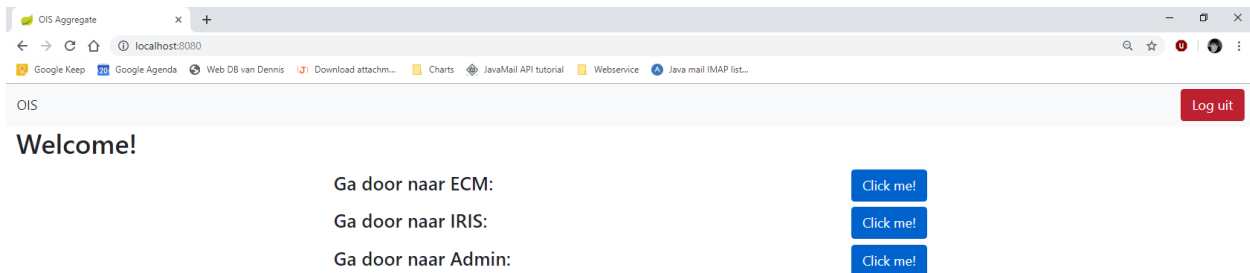 OIS Aggregate
localhost:8080
Google Keep 20 Google Agenda Web DB van Dennis (J) Download attachm... Charts JavaMail API tutorial Webservice A Java mail IMAP list...
OIS Log uit
Welcome!
Ga door naar ECM: Click me!
Ga door naar IRIS: Click me!
Ga door naar Admin: Click me!